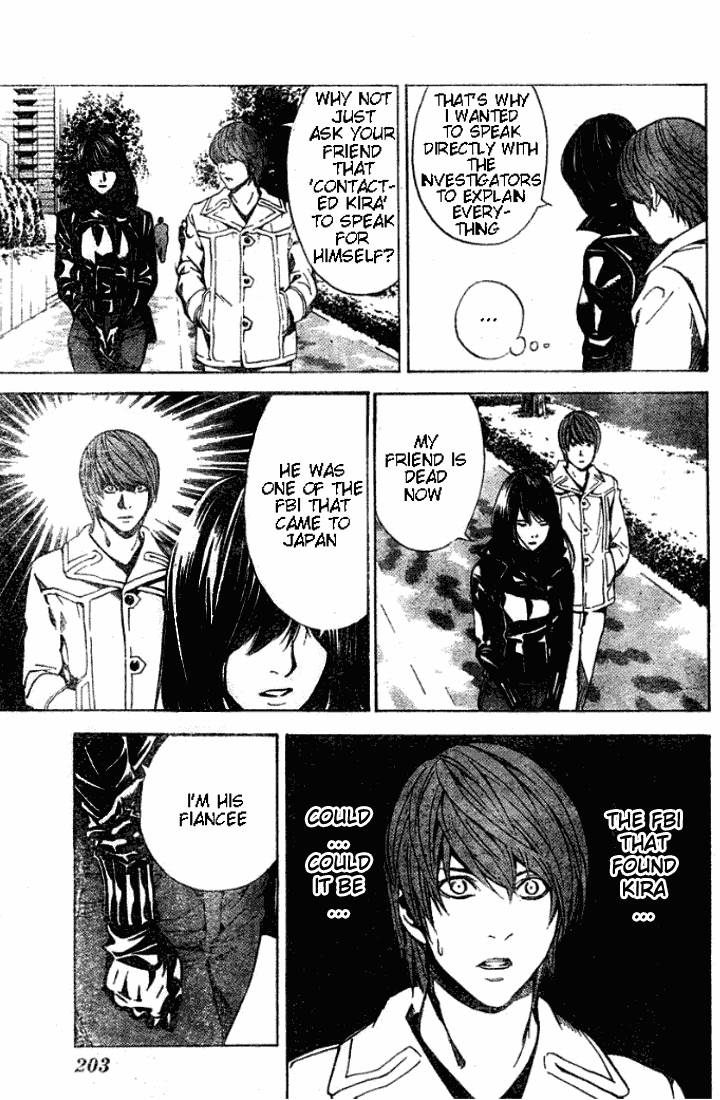 THAT'S WHY
I WANTED
TO SPEAK
DIRECTLY WITH
THE
INVESTIGATORS
TO EXPLAIN
EVERY-
THING
...
WHY NOT
JUST
ASK YOUR
FRIEND
THAT
'CONTACT-
ED KIRA'
TO SPEAK
FOR
HIMSELF?
MY
FRIEND IS
DEAD
NOW
HE WAS
ONE OF THE
FBI THAT
CAME TO
JAPAN
THE FBI
THAT
FOUND
KIRA
...
COULD
...
COULD
IT BE
...
I'M HIS
FIANCEE
203